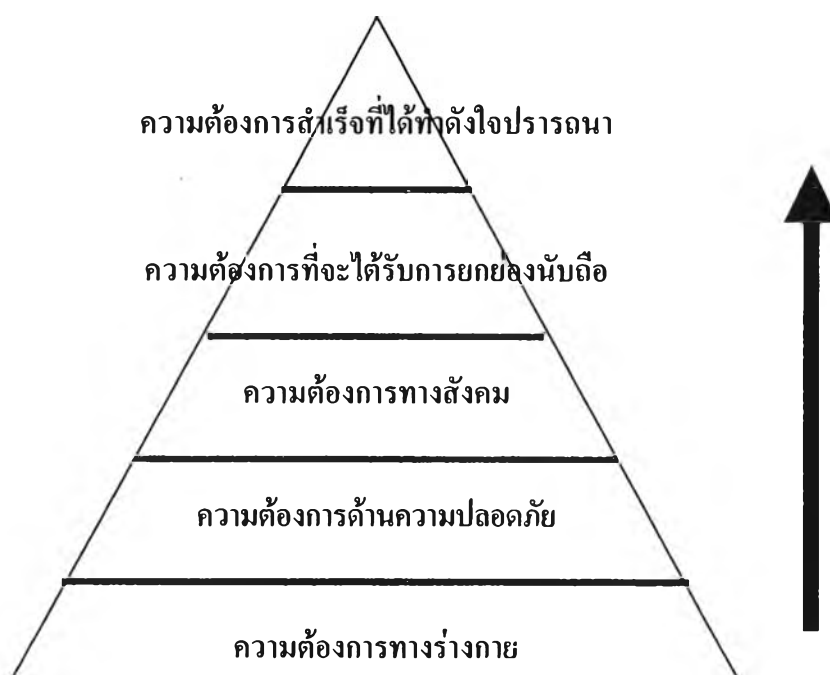 ความต้องการสำเร็จที่ได้ทำดังใจปรารถนา
ความต้องการที่จะได้รับการยกย่องนับถือ
ความต้องการทางสังคม
ความต้องการด้านความปลอดภัย
ความต้องการทางร่างกาย